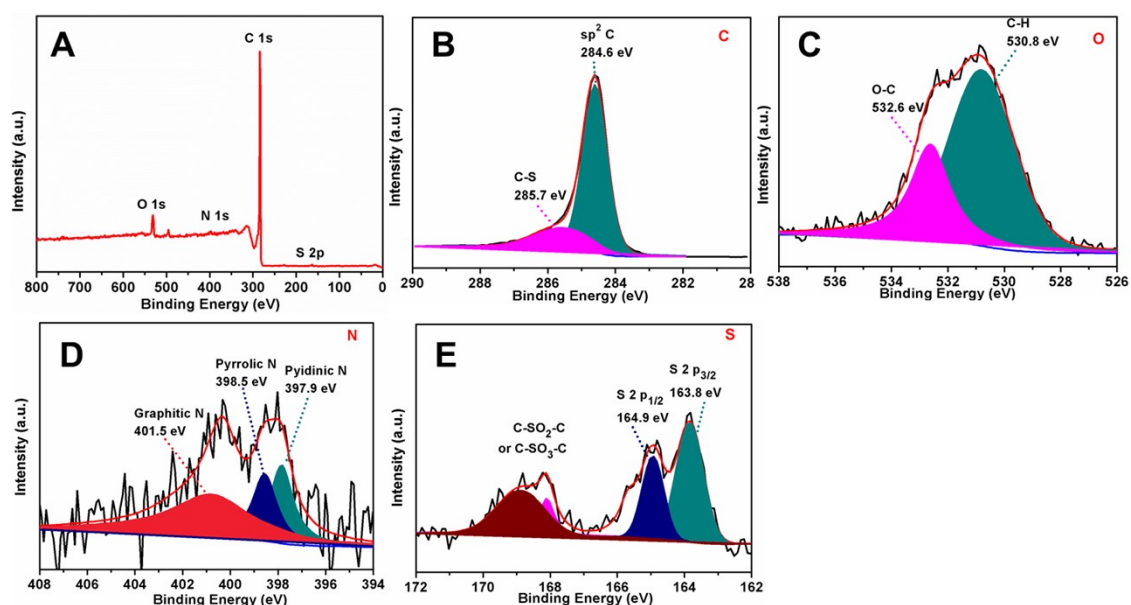 A
C 1s
O 1s
N 1s
S 2p
Intensity (a.u.)
800 700 600 500 400 300 200 100 0
Binding Energy (eV)
B
C
sp² C
284.6 eV
C-S
285.7 eV
Intensity (a.u.)
290 288 286 284 282 28
Binding Energy (eV)
C
O
C-H
530.8 eV
O-C
532.6 eV
Intensity (a.u.)
538 536 534 532 530 528 526
Binding Energy (eV)
D
N
Pyrrolic N
398.5 eV
Pyidinic N
397.9 eV
Graphitic N
401.5 eV
Intensity (a.u.)
408 406 404 402 400 398 396 394
Binding Energy (eV)
E
S
S 2 p3/2
163.8 eV
S 2 p1/2
164.9 eV
C-SO₂-C
or C-SO₃-C
Intensity (a.u.)
172 170 168 166 164 162
Binding Energy (eV)